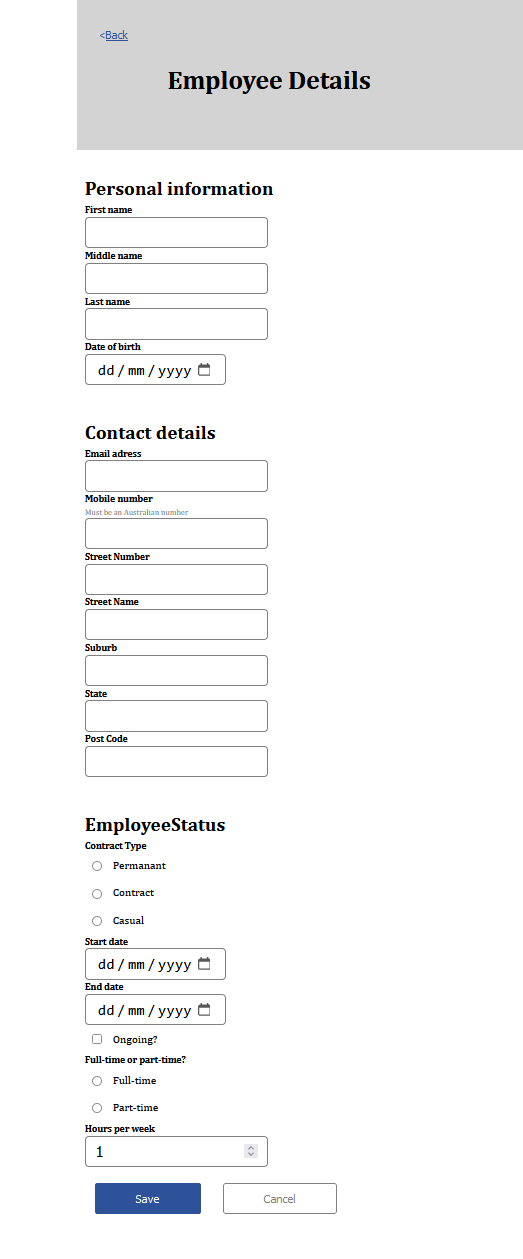 <Back
Employee Details
Personal information
First name
Middle name
Last name
Date of birth
dd/mm/yyyy
Contact details
Email adress
Mobile number
Must be an Australian number
Street Number
Street Name
Suburb
State
Post Code
EmployeeStatus
Contract Type
Permanant
Contract
Casual
Start date
dd/mm/yyyy
End date
dd/mm/yyyy
Ongoing?
Full-time or part-time?
Full-time
Part-time
Hours per week
1
Save Cancel